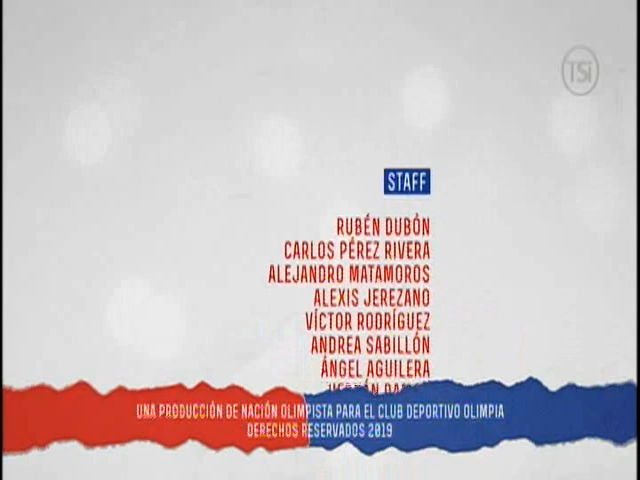 TSi
STAFF
RUBÉN DUBÓN
CARLOS PÉREZ RIVERA
ALEJANDRO MATAMOROS
ALEXIS JEREZANO
VÍCTOR RODRÍGUEZ
ANDREA SABILLÓN
ÁNGEL AGUILERA
UNA PRODUCCIÓN DE NACIÓN OLIMPISTA PARA EL CLUB DEPORTIVO OLIMPIA
DERECHOS RESERVADOS 2019